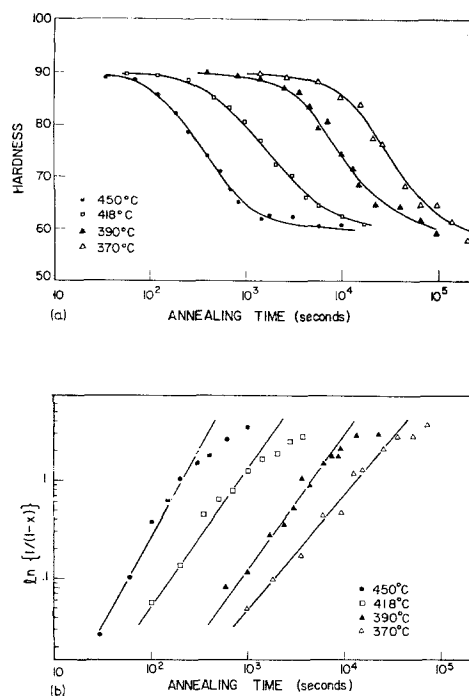 100
90
80
70
60
50
HARDNESS
450°C
418°C
390°C
370°C
10
10²
10³
10⁴
10⁵
(a)
ANNEALING TIME (seconds)
ln {1/(1-x)}
1
.1
450°C
418°C
390°C
370°C
10
10²
10³
10⁴
10⁵
(b)
ANNEALING TIME (seconds)